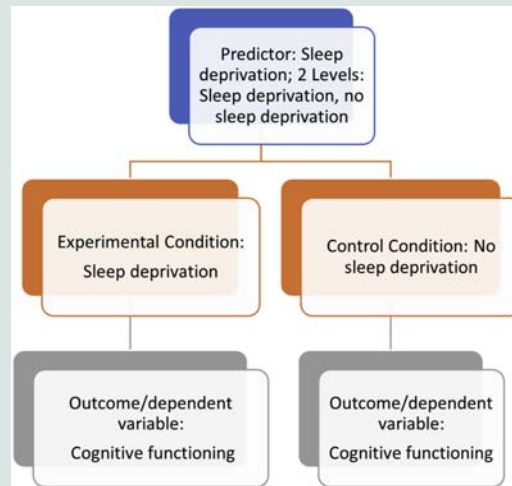 Predictor: Sleep
deprivation; 2 Levels:
Sleep deprivation, no
sleep deprivation
Experimental Condition:
Sleep deprivation
Control Condition: No
sleep deprivation
Outcome/dependent
variable:
Cognitive functioning
Outcome/dependent
variable:
Cognitive functioning